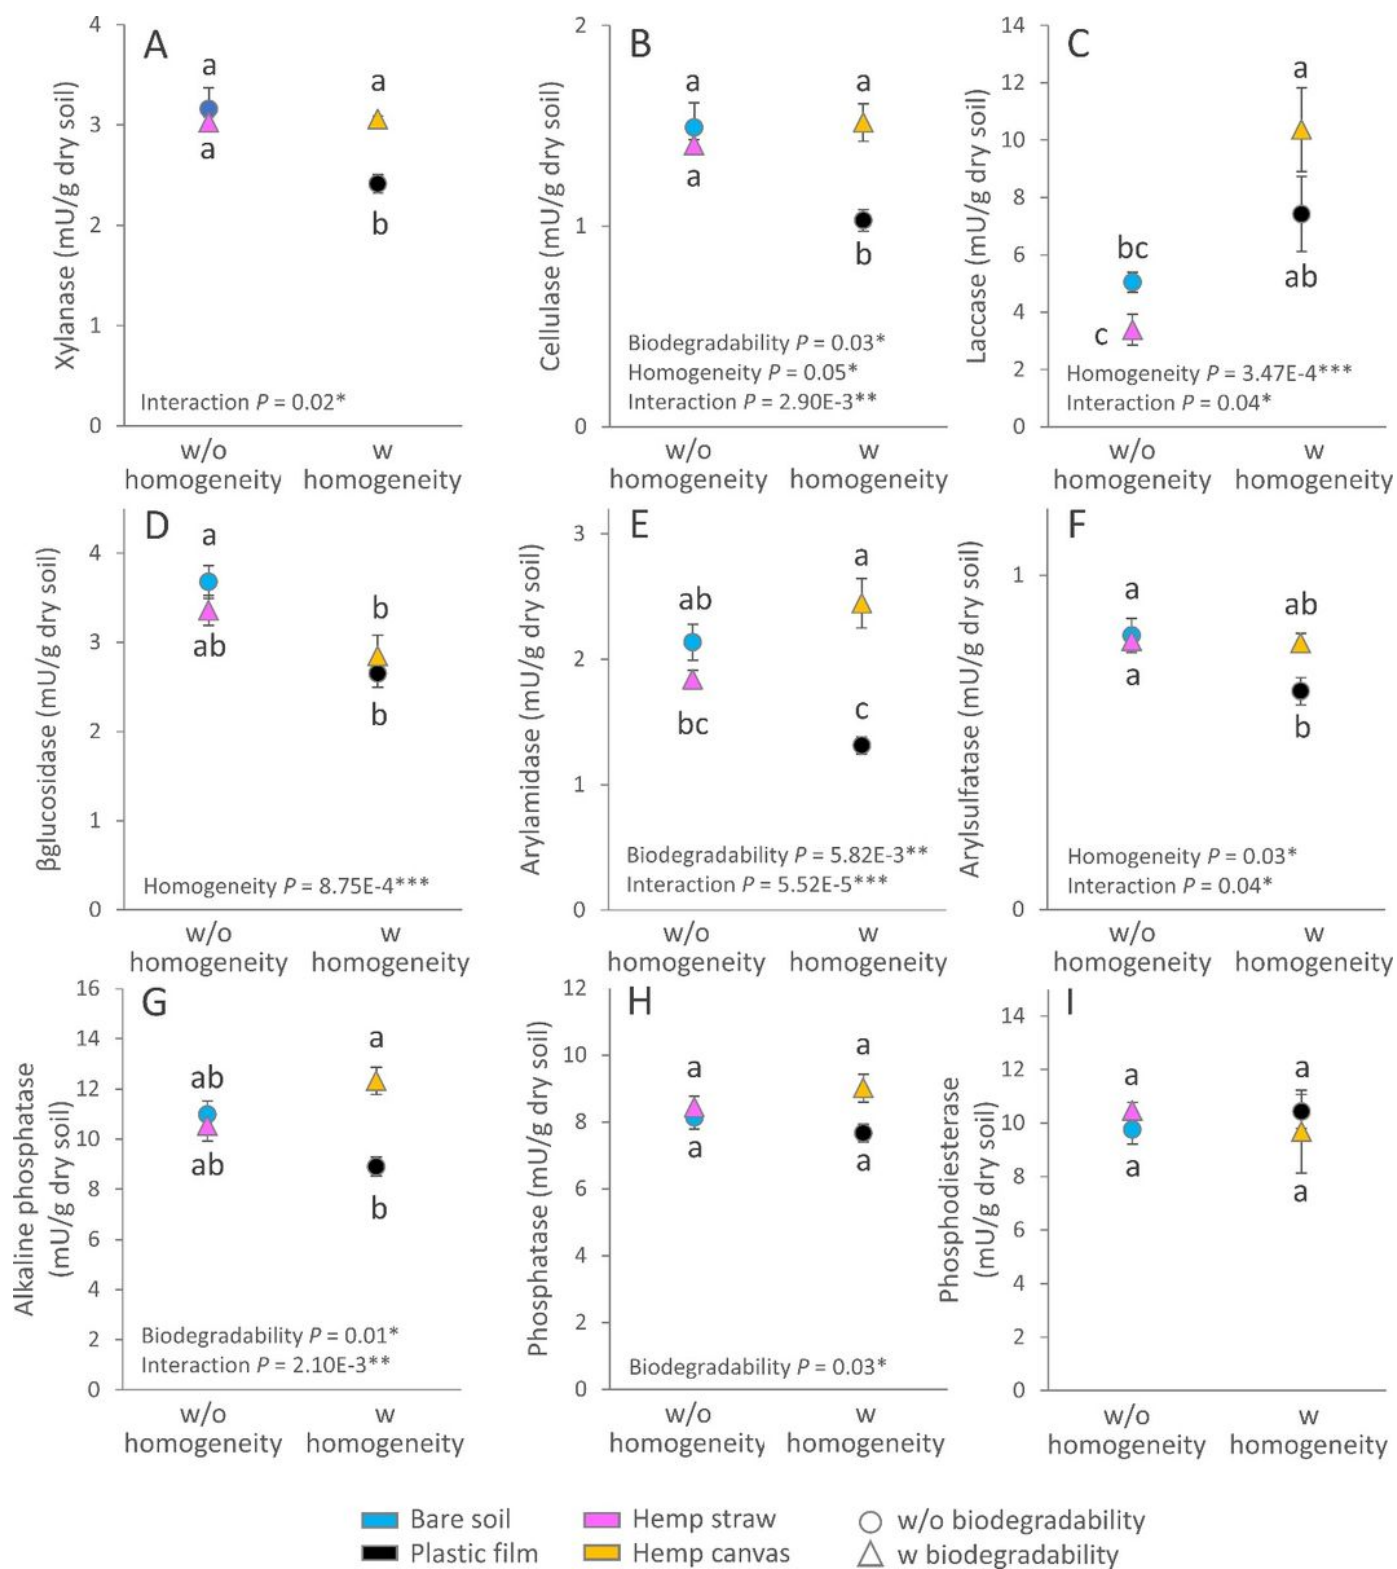 A
Xylanase (mU/g dry soil)
4
3
2
1
0
a
a
a
b
Interaction P = 0.02*
w/o
homogeneity
w
homogeneity
B
Cellulase (mU/g dry soil)
2
1
0
a
a
a
b
Biodegradability P = 0.03*
Homogeneity P = 0.05*
Interaction P = 2.90E-3**
w/o
homogeneity
w
homogeneity
C
Laccase (mU/g dry soil)
14
12
10
8
6
4
2
0
bc
c
a
ab
Homogeneity P = 3.47E-4***
Interaction P = 0.04*
w/o
homogeneity
w
homogeneity
D
βglucosidase (mU/g dry soil)
4
3
2
1
0
a
ab
b
b
Homogeneity P = 8.75E-4***
w/o
homogeneity
w
homogeneity
E
Arylamidase (mU/g dry soil)
3
2
1
0
ab
bc
a
c
Biodegradability P = 5.82E-3**
Interaction P = 5.52E-5***
w/o
homogeneity
w
homogeneity
F
Arylsulfatase (mU/g dry soil)
1
0
a
a
ab
b
Homogeneity P = 0.03*
Interaction P = 0.04*
w/o
homogeneity
w
homogeneity
G
Alkaline phosphatase
(mU/g dry soil)
16
14
12
10
8
6
4
2
0
ab
ab
a
b
Biodegradability P = 0.01*
Interaction P = 2.10E-3**
w/o
homogeneity
w
homogeneity
H
Phosphatase (mU/g dry soil)
12
10
8
6
4
2
0
a
a
a
a
Biodegradability P = 0.03*
w/o
homogeneity
w
homogeneity
I
Phosphodiesterase
(mU/g dry soil)
14
12
10
8
6
4
2
0
a
a
a
a
w/o
homogeneity
w
homogeneity
Bare soil
Hemp straw
w/o biodegradability
Plastic film
Hemp canvas
w biodegradability